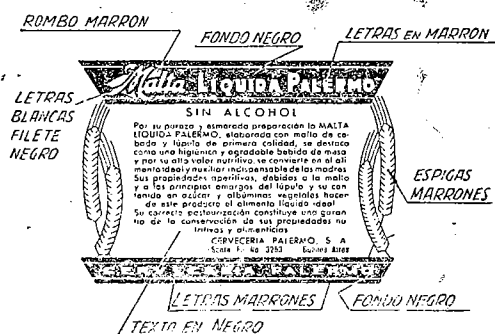 ROMBO MARRON
FONDO NEGRO
LETRAS EN MARRON
Malta LIQUIDA PALERMO
LETRAS
BLANCAS
FILETE
NEGRO
SIN ALCOHOL
Por su pureza y esmerada preparación la MALTA
LIQUIDA PALERMO, elaborada con malta de ce-
bada y lúpulo de primera calidad, se destaca
como una higiénica y agradable bebida de mesa
y por su alto valor nutritivo, se convierte en el ali
mento ideal y auxiliar indispensable de las madres
Sus propiedades aperitivas, debidas a la malta
y a los principios amargos del lúpulo y su con
tenido en azúcar y albúminas vegetales hacen
de este producto el alimento líquido ideal
Su correcta pasteurización constituye una garan
tía de la conservación de sus propiedades nu
tritivas y alimenticias
CERVECERIA PALERMO, S. A.
Santa Fe No 3253 Buenos Aires
ESPIGAS
MARRONES
CERVECERIA PALERMO
LETRAS MARRONES
FONDO NEGRO
TEXTO EN NEGRO